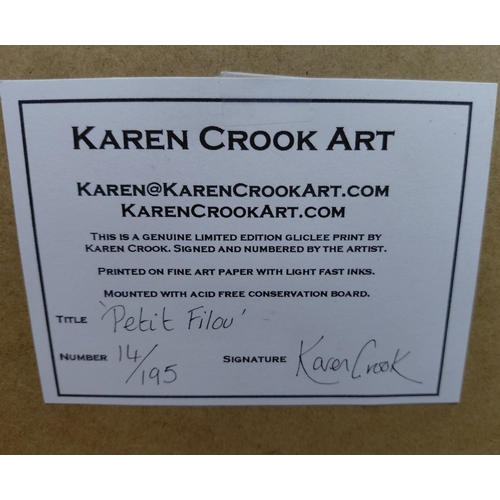 KAREN CROOK ART
KAREN@KARENCROOKART.COM
KARENCROOKART.COM
THIS IS A GENUINE LIMITED EDITION GLICLEE PRINT BY
KAREN CROOK. SIGNED AND NUMBERED BY THE ARTIST.
PRINTED ON FINE ART PAPER WITH LIGHT FAST INKS.
MOUNTED WITH ACID FREE CONSERVATION BOARD.
TITLE 'Petit Filou'
NUMBER 14/195 SIGNATURE Karen Crook